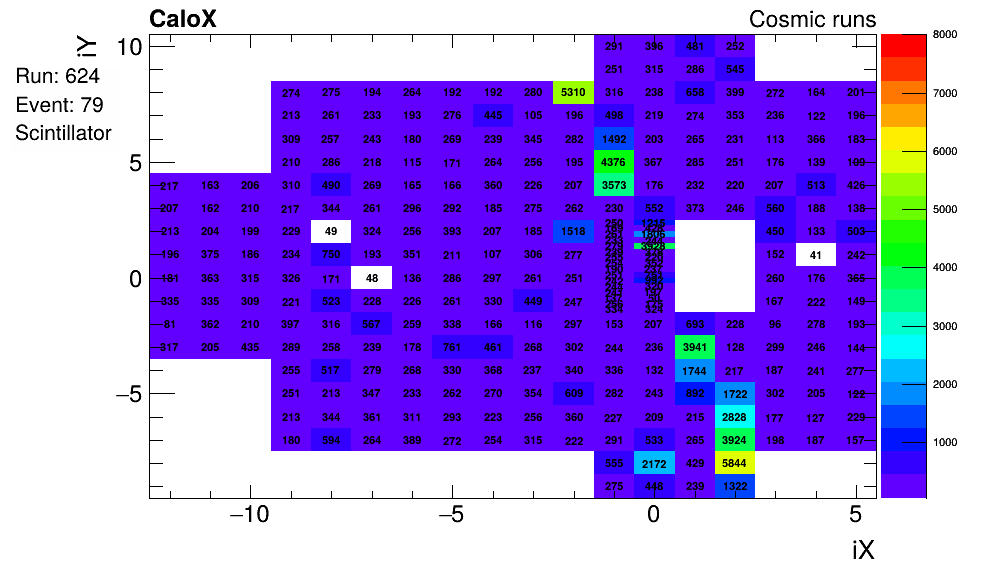 CaloX Cosmic runs
iY
Run: 624
Event: 79
Scintillator
10
5
0
−5
−10 −5 0 5
iX
8000
7000
6000
5000
4000
3000
2000
1000
291 396 431 252
251 315 286 545
274 275 194 264 192 192 280 5310 316 238 658 399 272 164 201
213 261 233 193 276 445 105 196 498 219 274 353 236 122 196
309 257 243 180 269 239 345 282 1492 203 265 231 113 366 183
210 286 218 115 171 264 256 195 4376 367 285 251 176 139 199
217 163 206 310 490 269 165 166 360 226 207 3573 176 232 220 207 513 426
207 162 210 217 344 261 296 292 185 275 262 230 552 373 246 560 188 136
213 204 199 229 49 324 256 393 207 185 1518 450 133 503
196 375 186 234 750 193 351 211 107 306 277 152 41 242
181 363 315 326 171 48 136 286 297 261 251 260 176 365
335 335 309 221 523 228 226 261 330 449 247 167 222 149
81 362 210 397 316 567 259 338 166 116 297 153 207 693 228 96 278 193
317 205 435 289 258 239 178 761 461 268 302 244 236 3941 128 299 246 144
255 517 279 268 330 368 237 340 336 132 1744 217 187 241 277
251 213 347 233 262 270 354 609 282 243 892 1722 302 205 122
213 344 361 311 293 223 256 360 227 209 215 2828 177 127 229
180 594 264 389 272 254 315 222 291 533 265 3924 198 187 157
555 2172 429 5844
275 448 239 1322